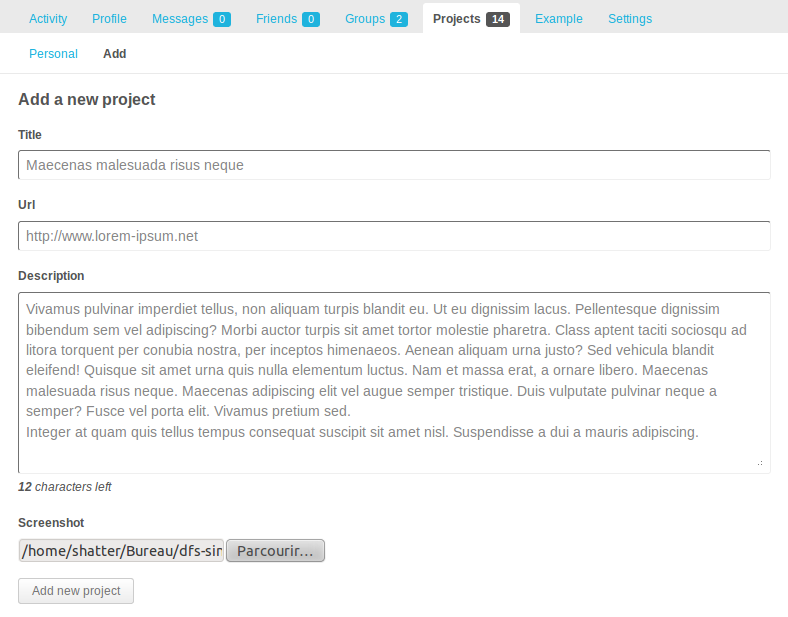 Activity Profile Messages 0 Friends 0 Groups 2 Projects 14 Example Settings
Personal Add
Add a new project
Title
Maecenas malesuada risus neque
Url
http://www.lorem-ipsum.net
Description
Vivamus pulvinar imperdiet tellus, non aliquam turpis blandit eu. Ut eu dignissim lacus. Pellentesque dignissim
bibendum sem vel adipiscing? Morbi auctor turpis sit amet tortor molestie pharetra. Class aptent taciti sociosqu ad
litora torquent per conubia nostra, per inceptos himenaeos. Aenean aliquam urna justo? Sed vehicula blandit
eleifend! Quisque sit amet urna quis nulla elementum luctus. Nam et massa erat, a ornare libero. Maecenas
malesuada risus neque. Maecenas adipiscing elit vel augue semper tristique. Duis vulputate pulvinar neque a
semper? Fusce vel porta elit. Vivamus pretium sed.
Integer at quam quis tellus tempus consequat suscipit sit amet nisl. Suspendisse a dui a mauris adipiscing.
12 characters left
Screenshot
/home/shatter/Bureau/dfs-sin Parcourir...
Add new project